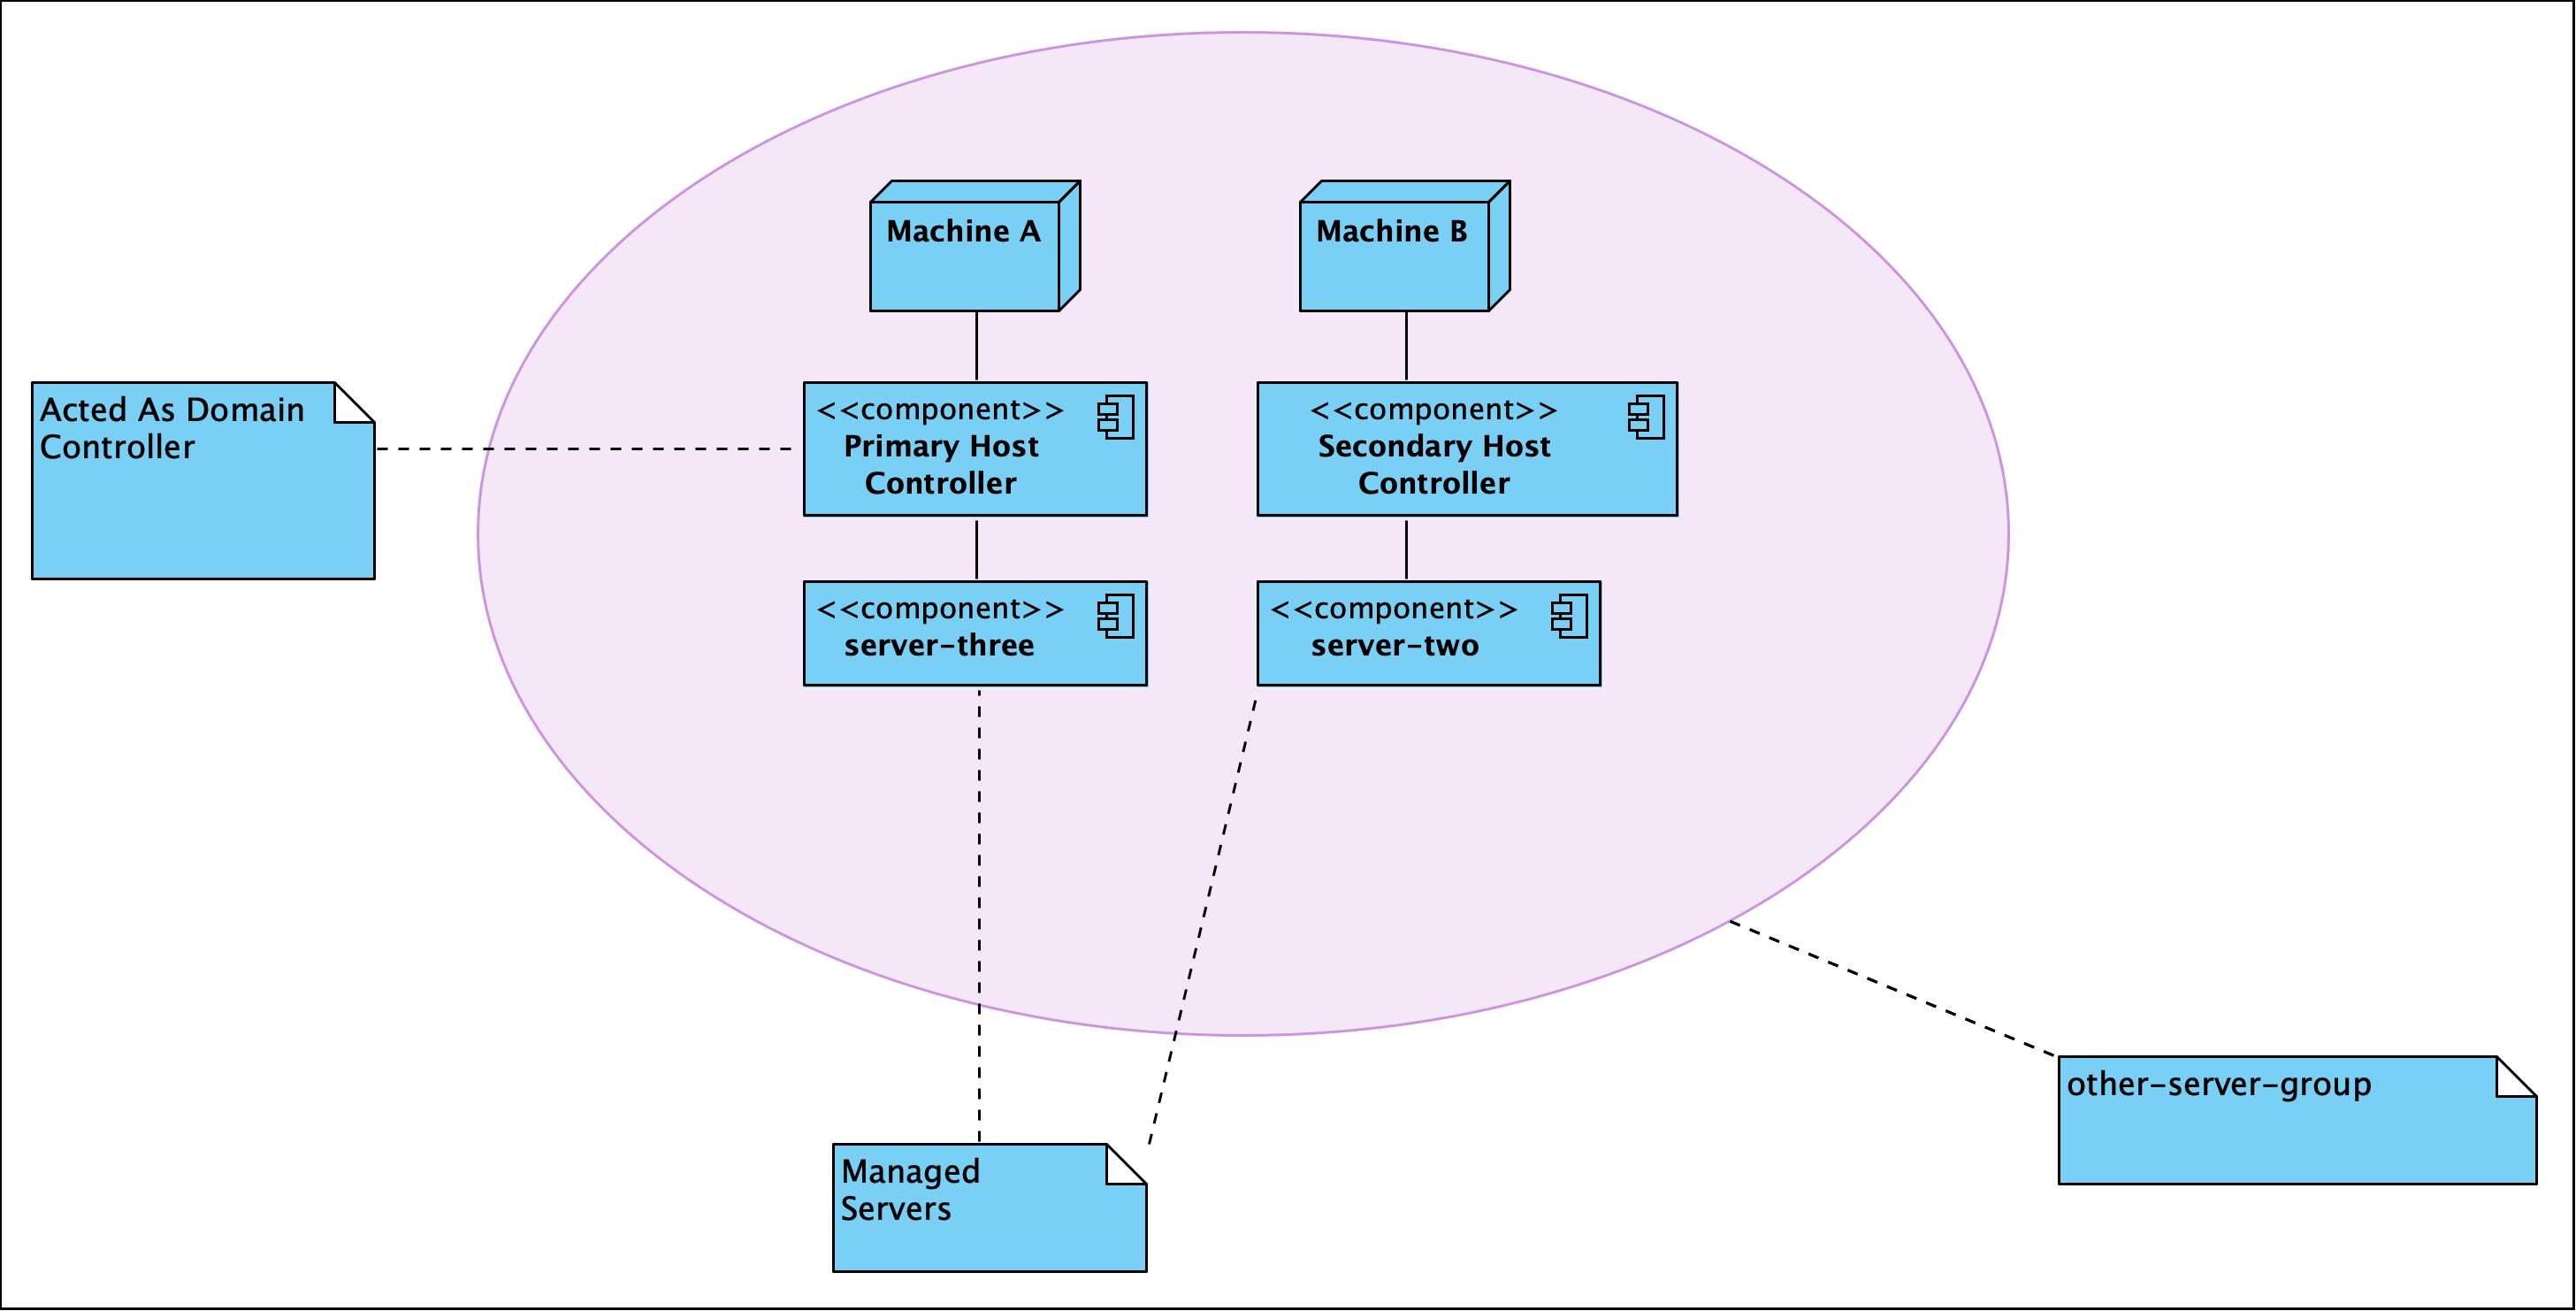 Machine A
Machine B
Acted As Domain
Controller
<<component>>
Primary Host
Controller
<<component>>
Secondary Host
Controller
<<component>>
server-three
<<component>>
server-two
other-server-group
Managed
Servers